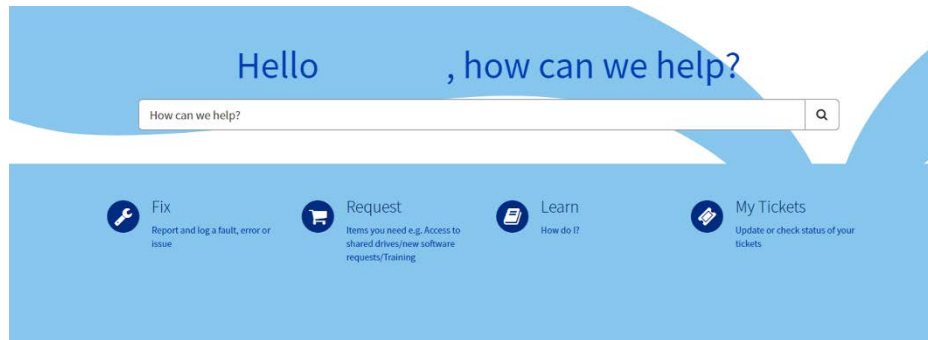 Hello , how can we help?
How can we help?
Fix
Report and log a fault, error or
issue
Request
Items you need e.g. Access to
shared drives/new software
requests/Training
Learn
How do I?
My Tickets
Update or check status of your
tickets